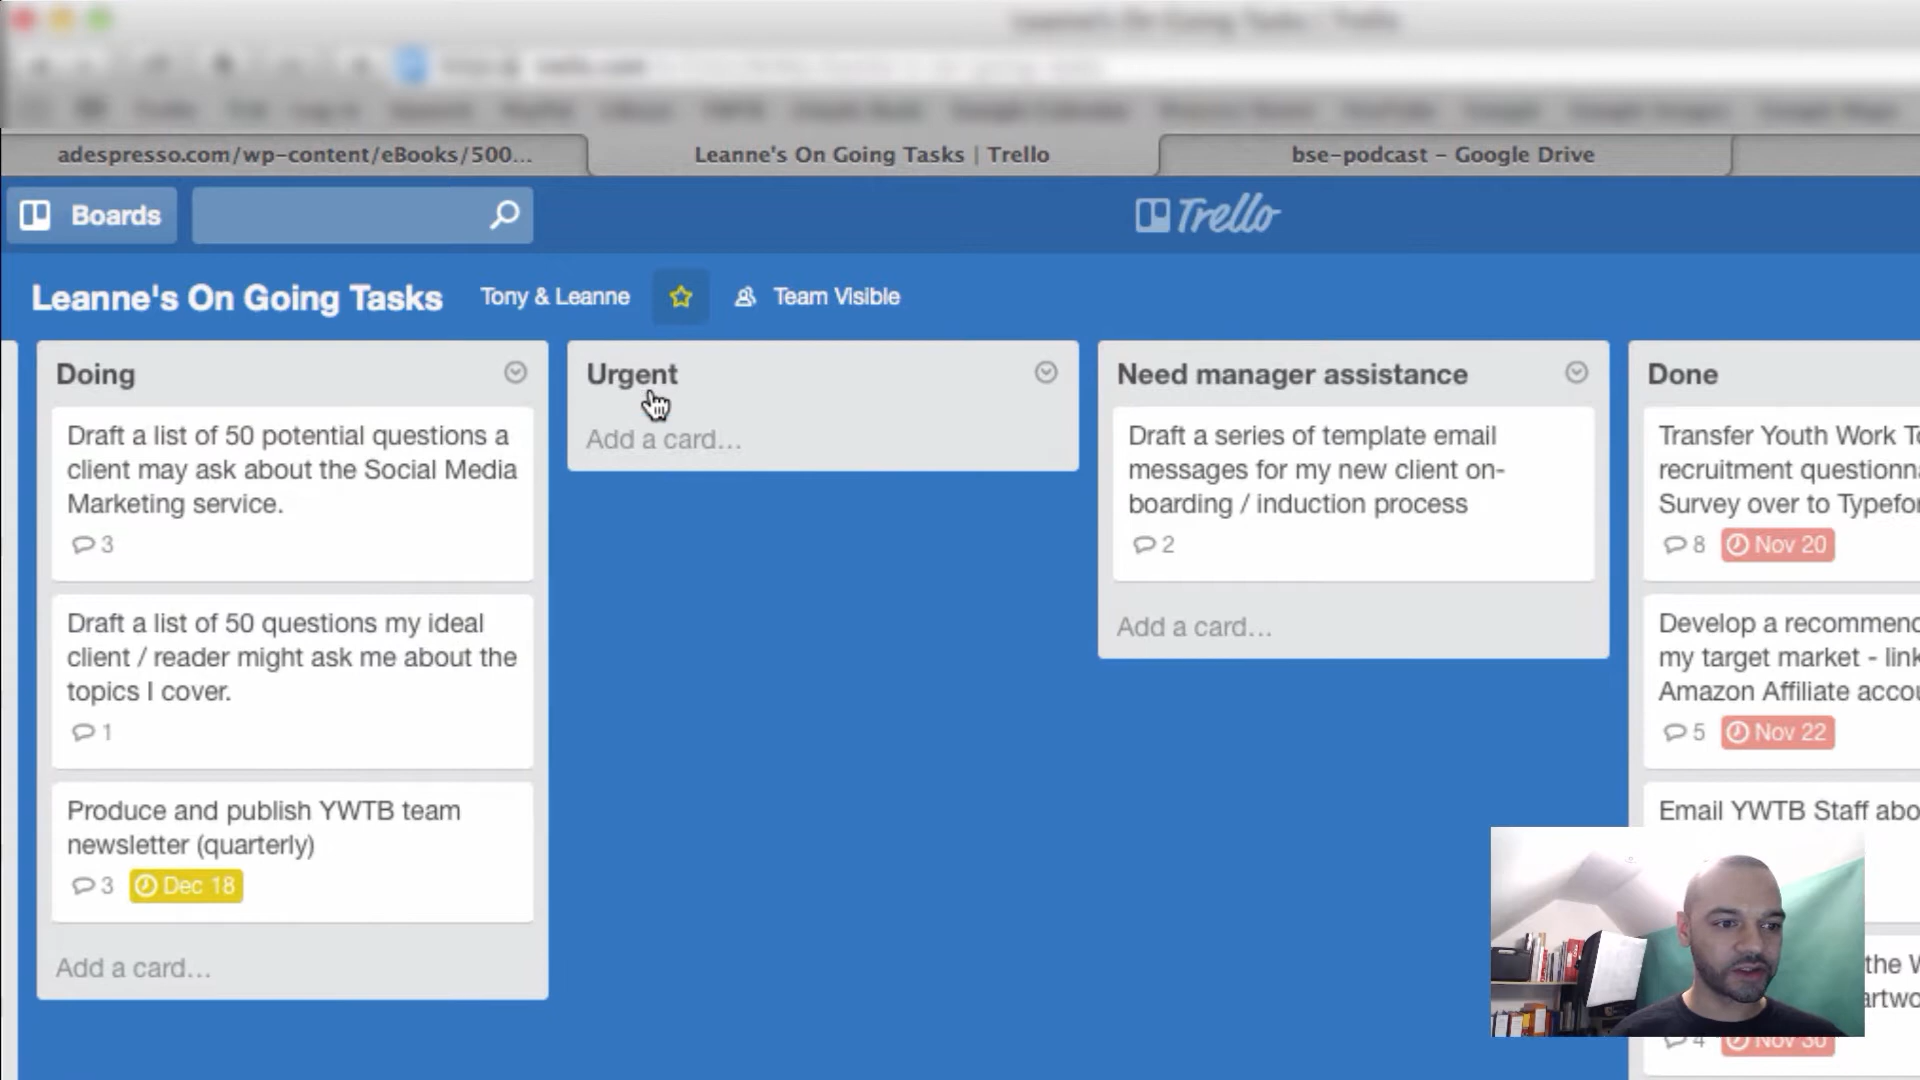 adespresso.com/wp-content/eBooks/500...
Leanne's On Going Tasks | Trello
bse-podcast – Google Drive
Boards
Trello
Leanne's On Going Tasks
Tony & Leanne
Team Visible
Doing
Draft a list of 50 potential questions a
client may ask about the Social Media
Marketing service.
3
Draft a list of 50 questions my ideal
client / reader might ask me about the
topics I cover.
1
Produce and publish YWTB team
newsletter (quarterly)
3
Dec 18
Add a card...
Urgent
Add a card...
Need manager assistance
Draft a series of template email
messages for my new client on-
boarding / induction process
2
Add a card...
Done
Transfer Youth Work
recruitment
Survey over to
8
Nov 20
Develop a
my target market -
Amazon Affiliate
5
Nov 22
Email YWTB Staff
the
4
Nov 30